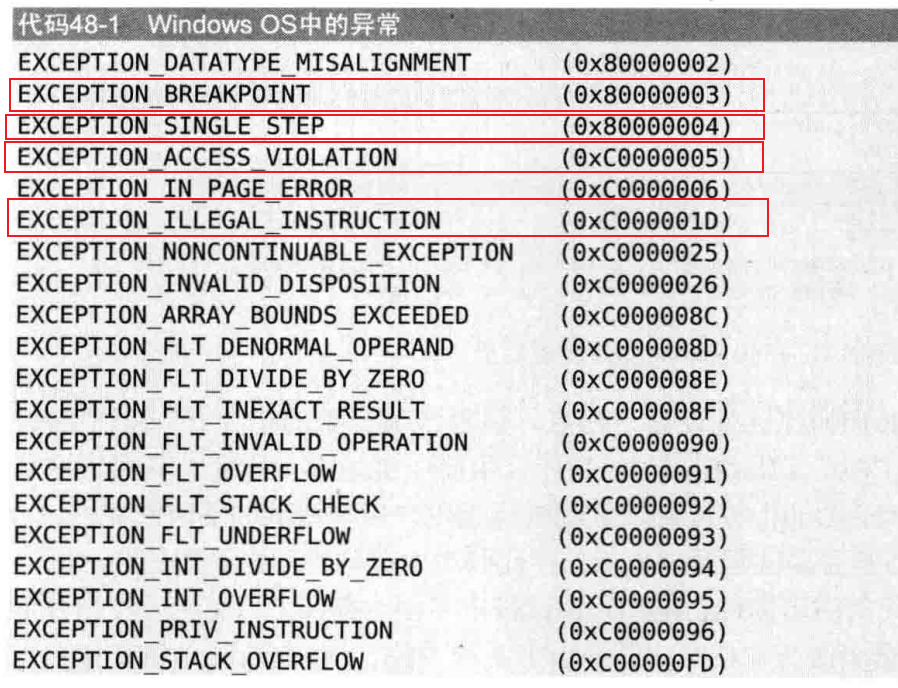 代码48-1 Windows OS中的异常
EXCEPTION_DATATYPE_MISALIGNMENT (0x80000002)
EXCEPTION_BREAKPOINT (0x80000003)
EXCEPTION_SINGLE_STEP (0x80000004)
EXCEPTION_ACCESS_VIOLATION (0xC0000005)
EXCEPTION_IN_PAGE_ERROR (0xC0000006)
EXCEPTION_ILLEGAL_INSTRUCTION (0xC000001D)
EXCEPTION_NONCONTINUABLE_EXCEPTION (0xC0000025)
EXCEPTION_INVALID_DISPOSITION (0xC0000026)
EXCEPTION_ARRAY_BOUNDS_EXCEEDED (0xC000008C)
EXCEPTION_FLT_DENORMAL_OPERAND (0xC000008D)
EXCEPTION_FLT_DIVIDE_BY_ZERO (0xC000008E)
EXCEPTION_FLT_INEXACT_RESULT (0xC000008F)
EXCEPTION_FLT_INVALID_OPERATION (0xC0000090)
EXCEPTION_FLT_OVERFLOW (0xC0000091)
EXCEPTION_FLT_STACK_CHECK (0xC0000092)
EXCEPTION_FLT_UNDERFLOW (0xC0000093)
EXCEPTION_INT_DIVIDE_BY_ZERO (0xC0000094)
EXCEPTION_INT_OVERFLOW (0xC0000095)
EXCEPTION_PRIV_INSTRUCTION (0xC0000096)
EXCEPTION_STACK_OVERFLOW (0xC00000FD)